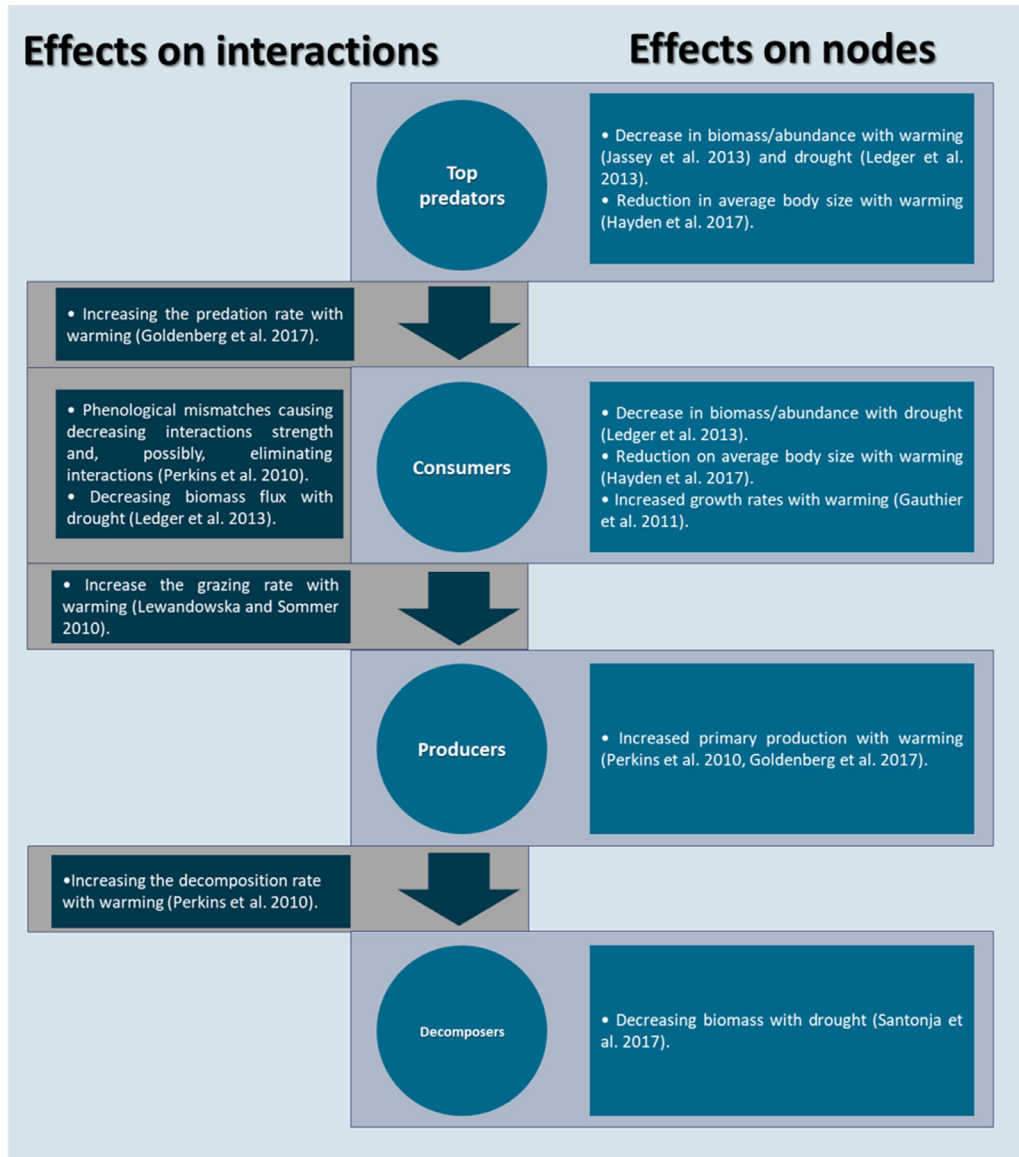 Effects on interactions
Effects on nodes
Top
predators
• Decrease in biomass/abundance with warming
(Jassey et al. 2013) and drought (Ledger et al.
2013).
• Reduction in average body size with warming
(Hayden et al. 2017).
• Increasing the predation rate with
warming (Goldenberg et al. 2017).
• Phenological mismatches causing
decreasing interactions strength
and, possibly, eliminating
interactions (Perkins et al. 2010).
• Decreasing biomass flux with
drought (Ledger et al. 2013).
Consumers
• Decrease in biomass/abundance with drought
(Ledger et al. 2013).
• Reduction on average body size with warming
(Hayden et al. 2017).
• Increased growth rates with warming (Gauthier
et al. 2011).
• Increase the grazing rate with
warming (Lewandowska and Sommer
2010).
Producers
• Increased primary production with warming
(Perkins et al. 2010, Goldenberg et al. 2017).
•Increasing the decomposition rate
with warming (Perkins et al. 2010).
Decomposers
• Decreasing biomass with drought (Santonja et
al. 2017).